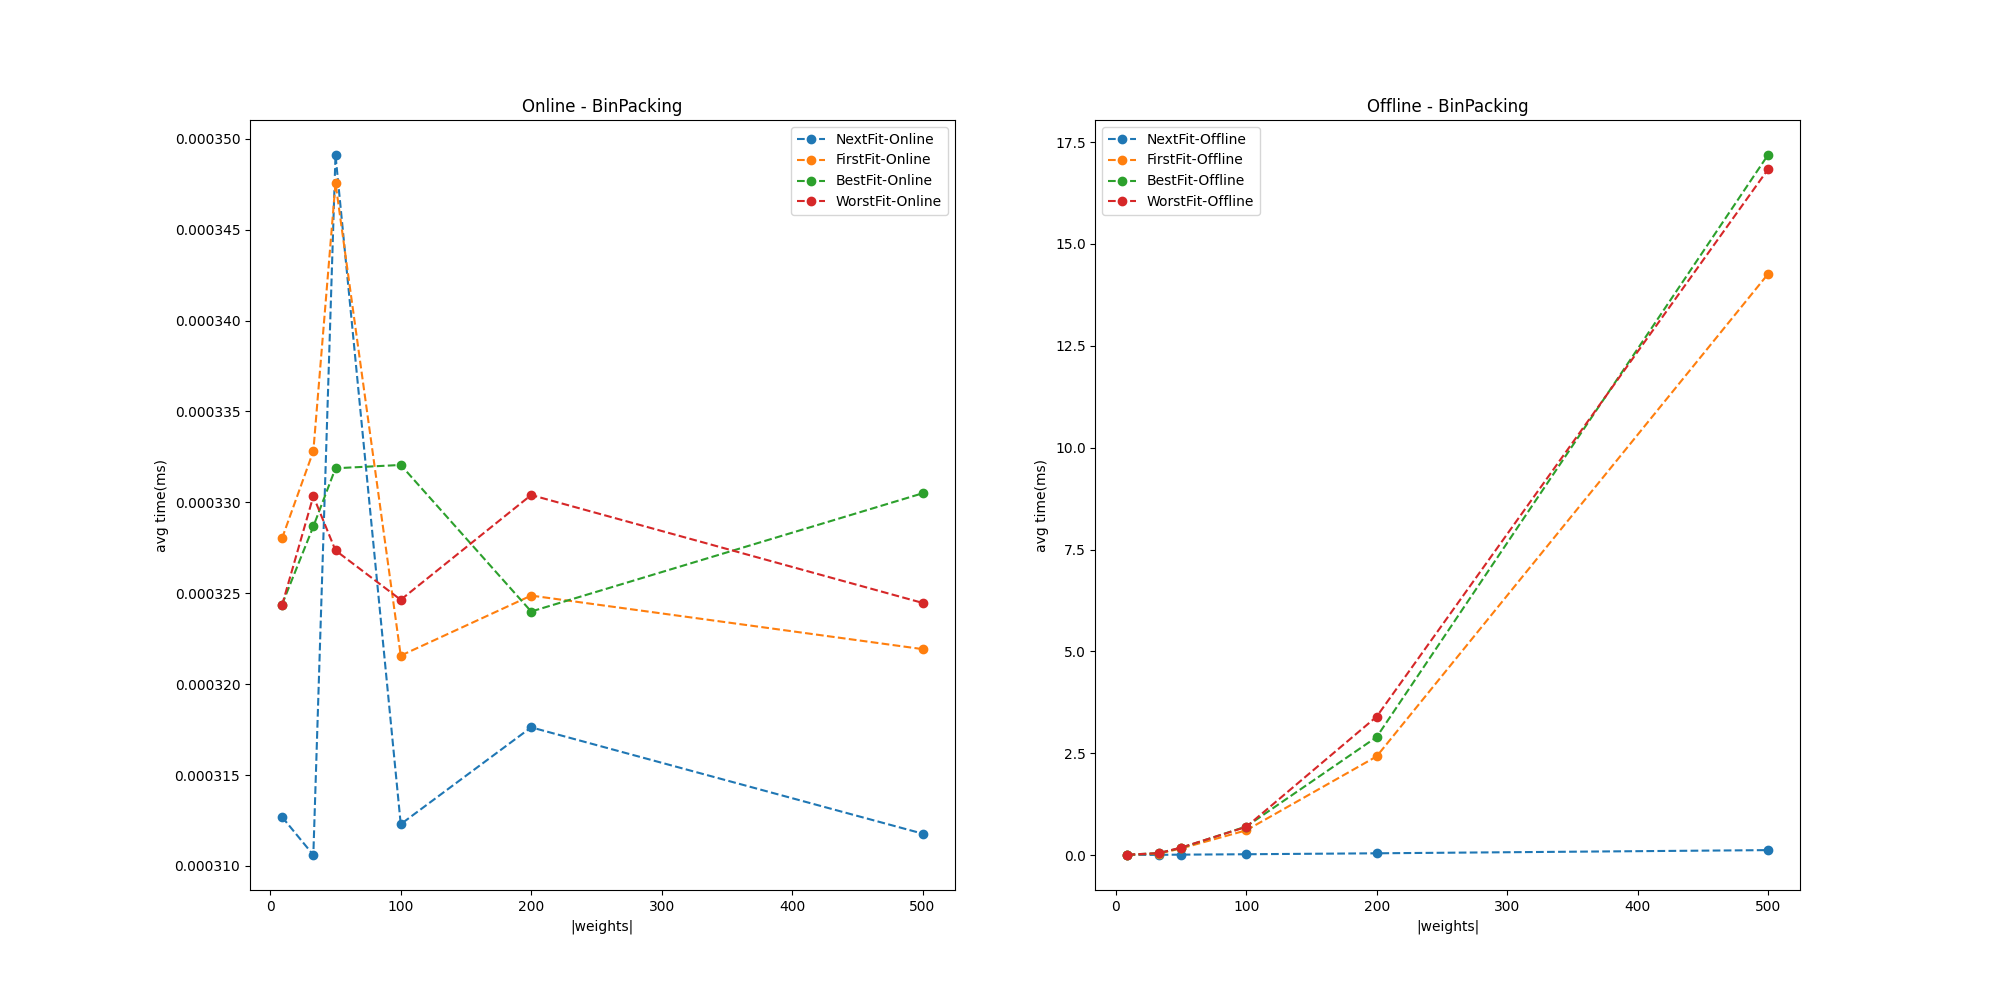 Online - BinPacking
0.000350
0.000345
0.000340
0.000335
0.000330
0.000325
0.000320
0.000315
0.000310
avg time(ms)
NextFit-Online
FirstFit-Online
BestFit-Online
WorstFit-Online
0 100 200 300 400 500
|weights|
Offline - BinPacking
17.5
15.0
12.5
10.0
7.5
5.0
2.5
0.0
avg time(ms)
NextFit-Offline
FirstFit-Offline
BestFit-Offline
WorstFit-Offline
0 100 200 300 400 500
|weights|